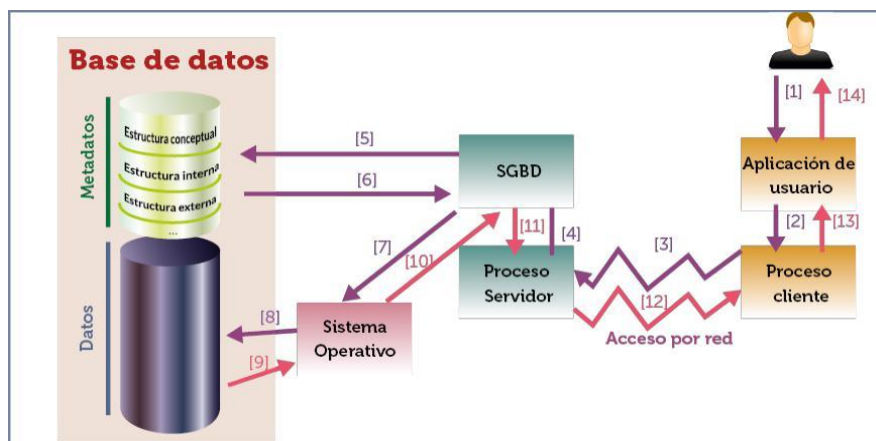 Base de datos
Metadatos
Estructura conceptual
Estructura interna
Estructura externa
...
Datos
[5]
[6]
[7]
[10]
[8]
[9]
Sistema
Operativo
SGBD
[11]
[4]
Proceso
Servidor
[3]
[12]
Acceso por red
[1]
[14]
Aplicación de
usuario
[2]
[13]
Proceso
cliente